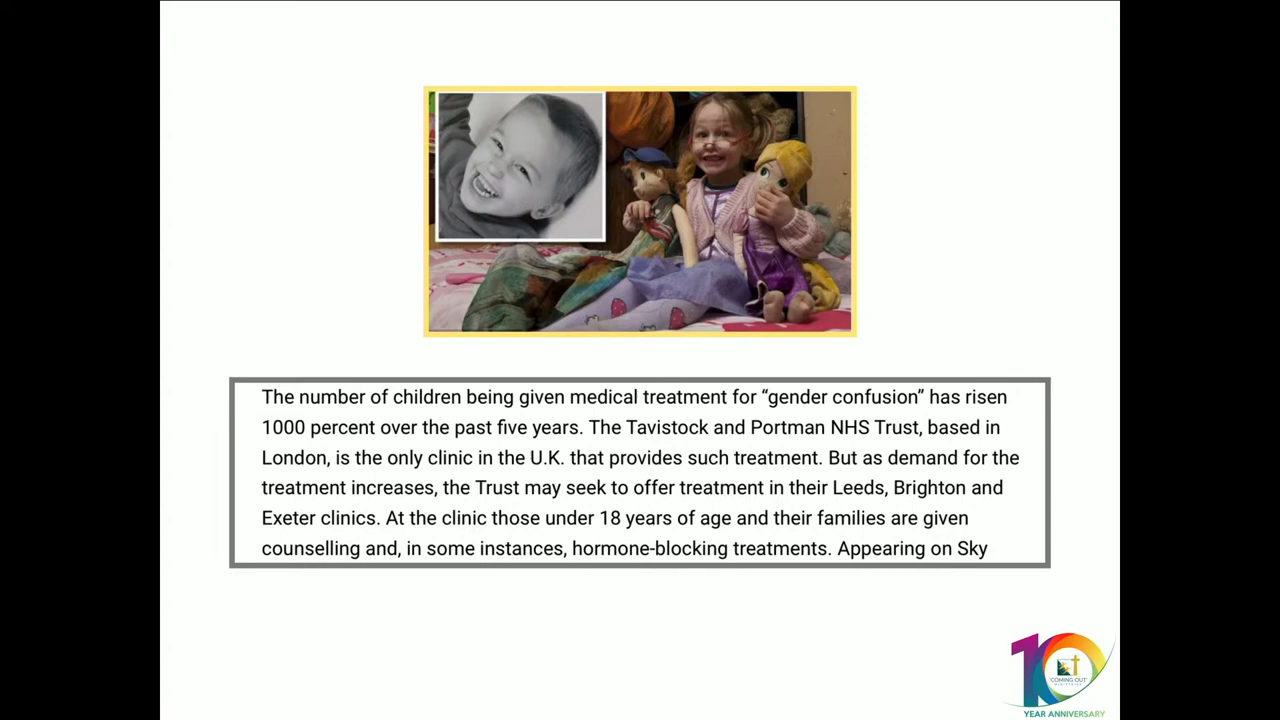 The number of children being given medical treatment for “gender confusion” has risen
1000 percent over the past five years. The Tavistock and Portman NHS Trust, based in
London, is the only clinic in the U.K. that provides such treatment. But as demand for the
treatment increases, the Trust may seek to offer treatment in their Leeds, Brighton and
Exeter clinics. At the clinic those under 18 years of age and their families are given
counselling and, in some instances, hormone-blocking treatments. Appearing on Sky
10
'COMING OUT'
MINISTRIES
YEAR ANNIVERSARY